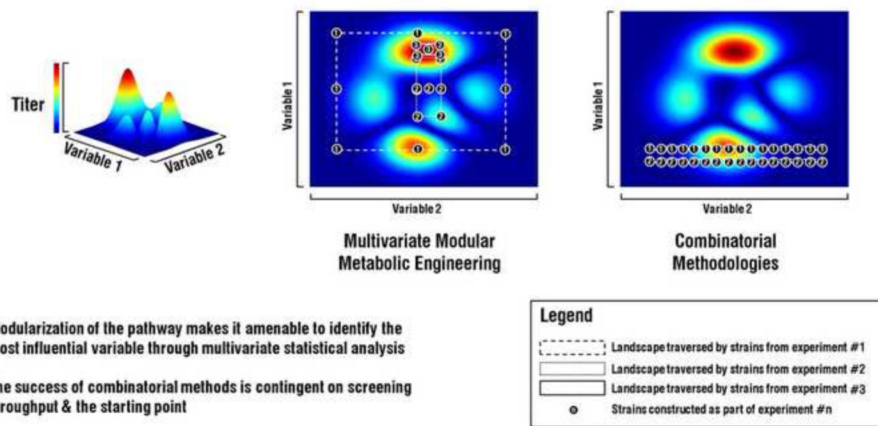 Titer
Variable 1
Variable 2
Variable 1
Variable 2
Multivariate Modular
Metabolic Engineering
Variable 1
Variable 2
Combinatorial
Methodologies
odularization of the pathway makes it amenable to identify the
ost influential variable through multivariate statistical analysis
he success of combinatorial methods is contingent on screening
roughput & the starting point
Legend
Landscape traversed by strains from experiment #1
Landscape traversed by strains from experiment #2
Landscape traversed by strains from experiment #3
Strains constructed as part of experiment #n